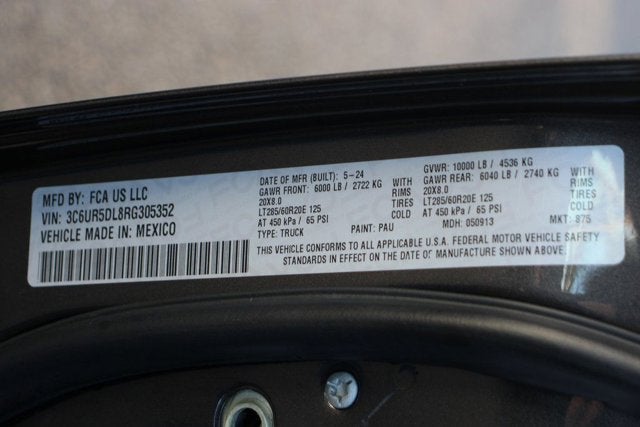 MFD BY: FCA US LLC
VIN: 3C6UR5DL8RG305352
VEHICLE MADE IN: MEXICO
DATE OF MFR (BUILT): 5-24
GAWR FRONT: 6000 LB / 2722 KG WITH
20X8.0 RIMS
LT285/60R20E 125 TIRES
AT 450 kPa / 65 PSI COLD
TYPE: TRUCK PAINT: PAU
GVWR: 10000 LB / 4536 KG
GAWR REAR: 6040 LB / 2740 KG WITH
20X8.0 RIMS
LT285/60R20E 125 TIRES
AT 450 kPa / 65 PSI COLD
MDH: 050913 MKT: 875
THIS VEHICLE CONFORMS TO ALL APPLICABLE U.S.A. FEDERAL MOTOR VEHICLE SAFETY
STANDARDS IN EFFECT ON THE DATE OF MANUFACTURE SHOWN ABOVE.